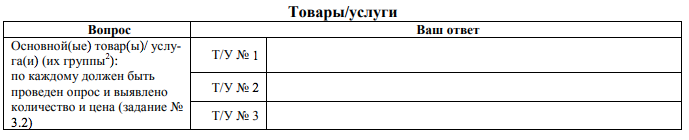 Товары/услуги
Вопрос Ваш ответ
Основной(ые) товар(ы)/ услу-
га(и) (их группы²):
по каждому должен быть
проведен опрос и выявлено
количество и цена (задание №
3.2)
Т/У № 1
Т/У № 2
Т/У № 3